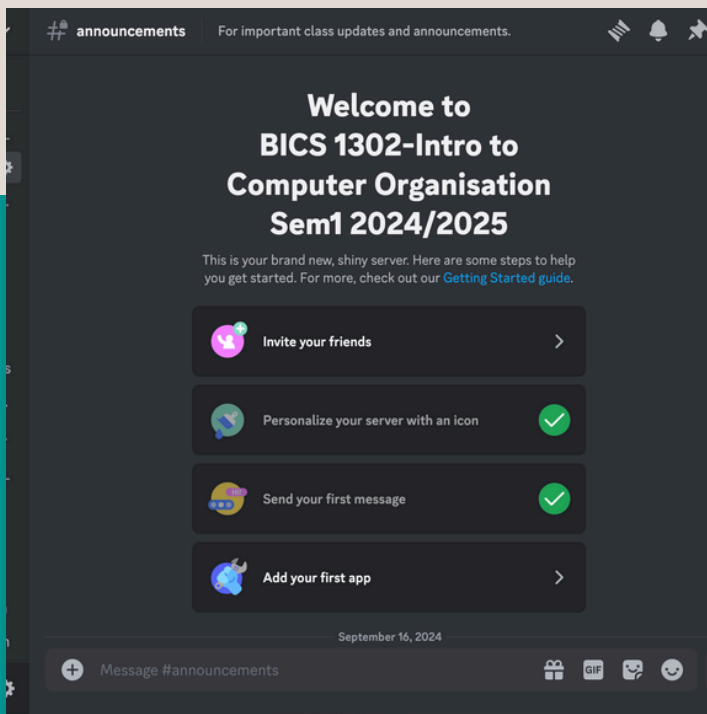 announcements For important class updates and announcements.
Welcome to
BICS 1302-Intro to
Computer Organisation
Sem1 2024/2025
This is your brand new, shiny server. Here are some steps to help
you get started. For more, check out our Getting Started guide.
Invite your friends
Personalize your server with an icon
Send your first message
Add your first app
September 16, 2024
Message #announcements
GIF